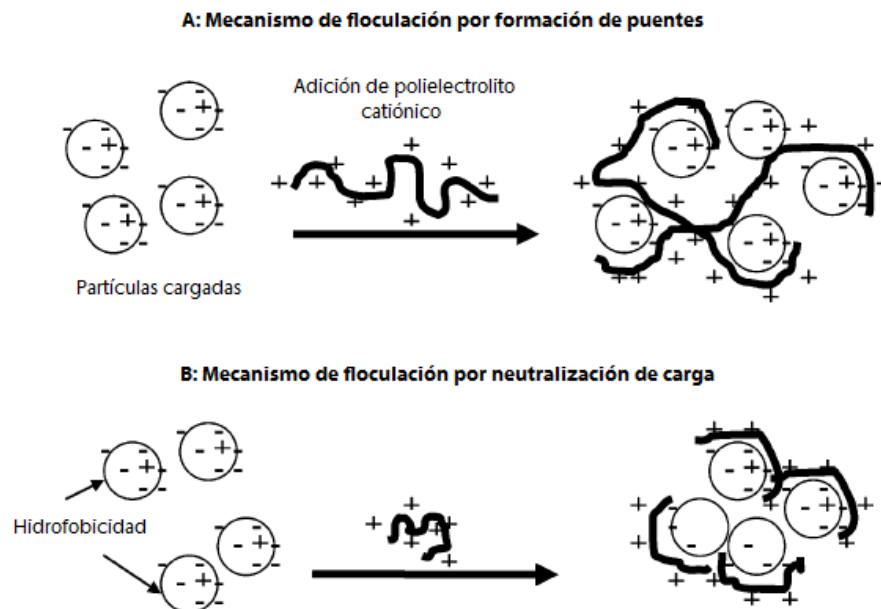 A: Mecanismo de floculación por formación de puentes
Adición de polielectrolito
catiónico
Partículas cargadas
B: Mecanismo de floculación por neutralización de carga
Hidrofobicidad